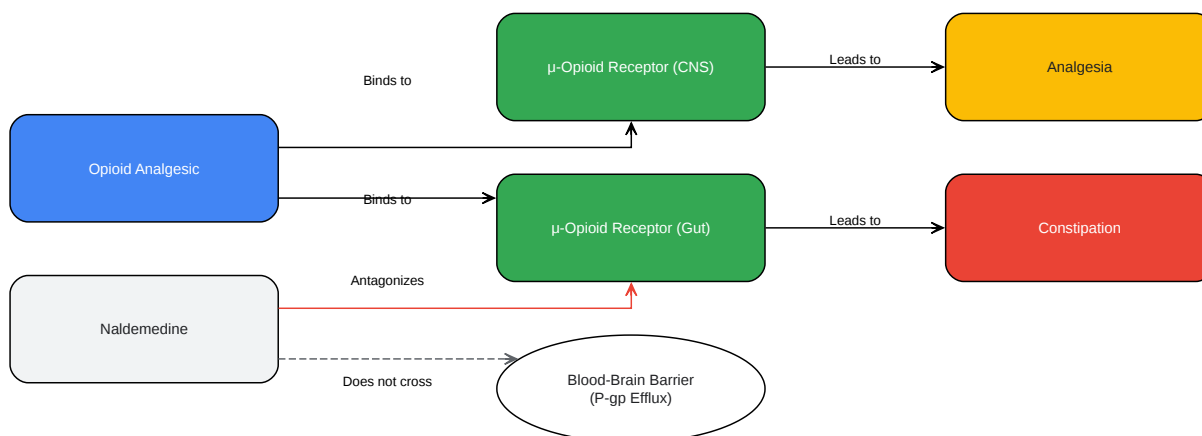 μ-Opioid Receptor (CNS)
Leads to
Analgesia
Binds to
Opioid Analgesic
Binds to
μ-Opioid Receptor (Gut)
Leads to
Constipation
Antagonizes
Naldemedine
Does not cross
Blood-Brain Barrier
(P-gp Efflux)